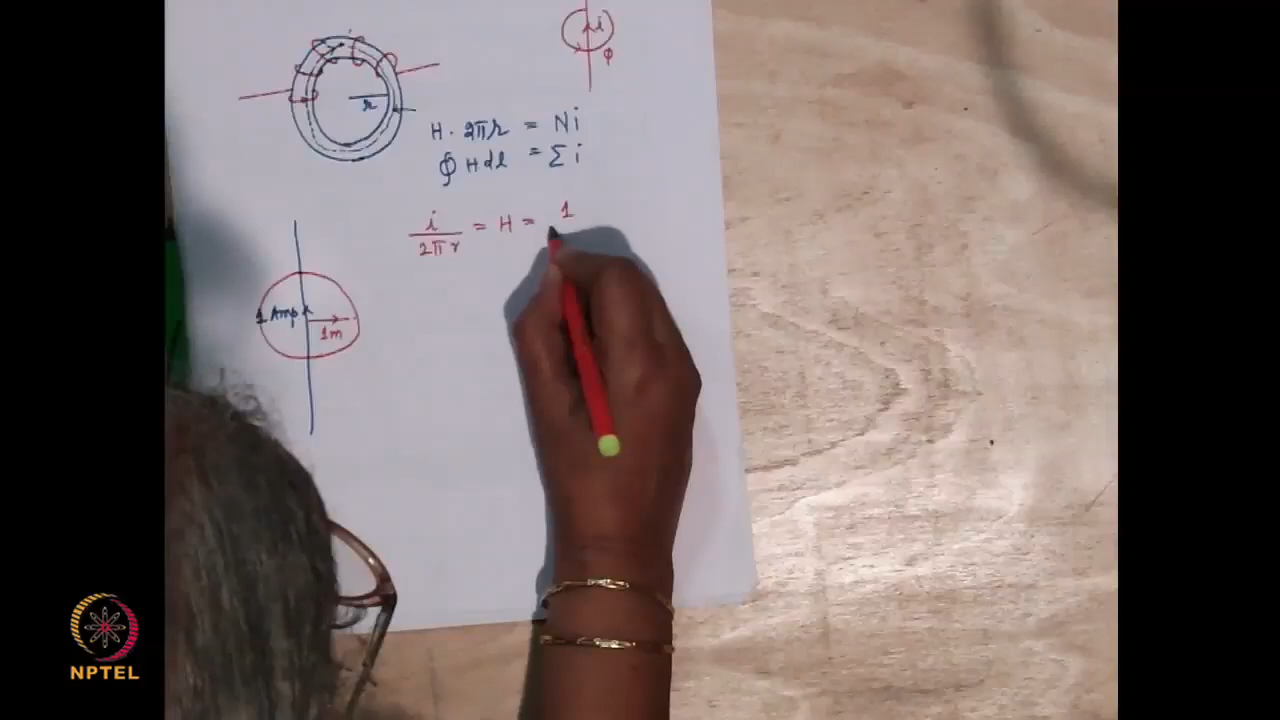 i
i
φ
r
H · 2πr = Ni
∮ H dl = Σ i
i / 2πr = H = 1
1 Amp
1m
NPTEL